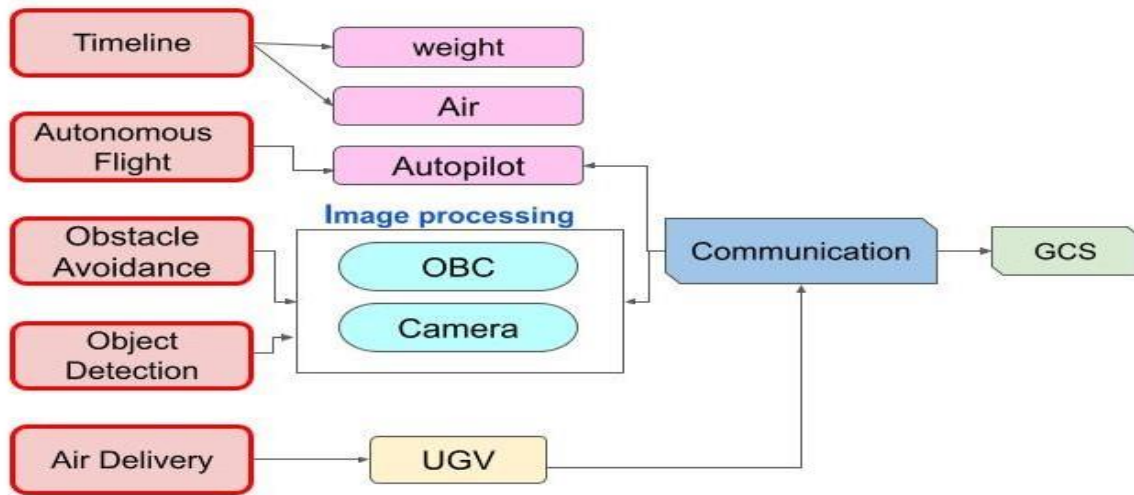 Timeline
weight
Air
Autonomous
Flight
Autopilot
Image processing
Obstacle
Avoidance
OBC
Communication
GCS
Camera
Object
Detection
Air Delivery
UGV